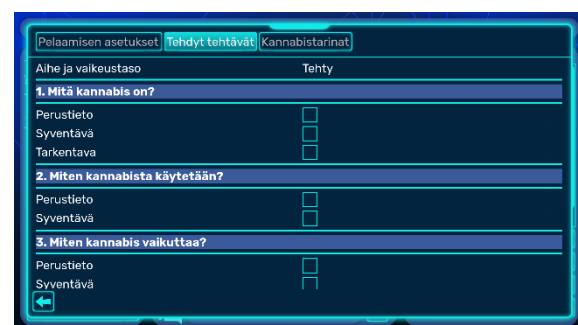 Pelaamisen asetukset Tehdyt tehtävät Kannabistarinat
Aihe ja vaikeustaso Tehty
1. Mitä kannabis on?
Perustieto
Syventävä
Tarkentava
2. Miten kannabista käytetään?
Perustieto
Syventävä
3. Miten kannabis vaikuttaa?
Perustieto
Syventävä